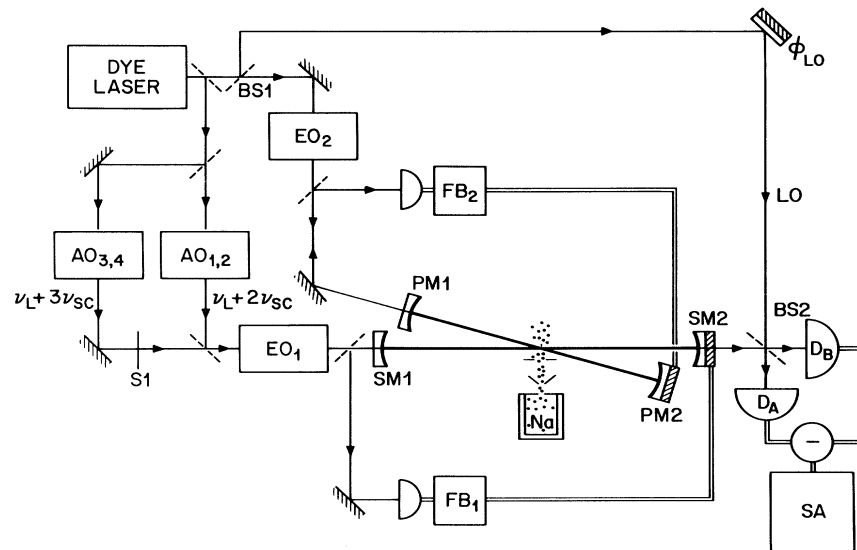 DYE
LASER
BS1
ϕLO
EO₂
FB₂
LO
AO₃,₄
AO₁,₂
νL+3νSC
νL+2νSC
PM1
SM2
BS2
DB
EO₁
S1
SM1
Na
PM2
DA
−
FB₁
SA